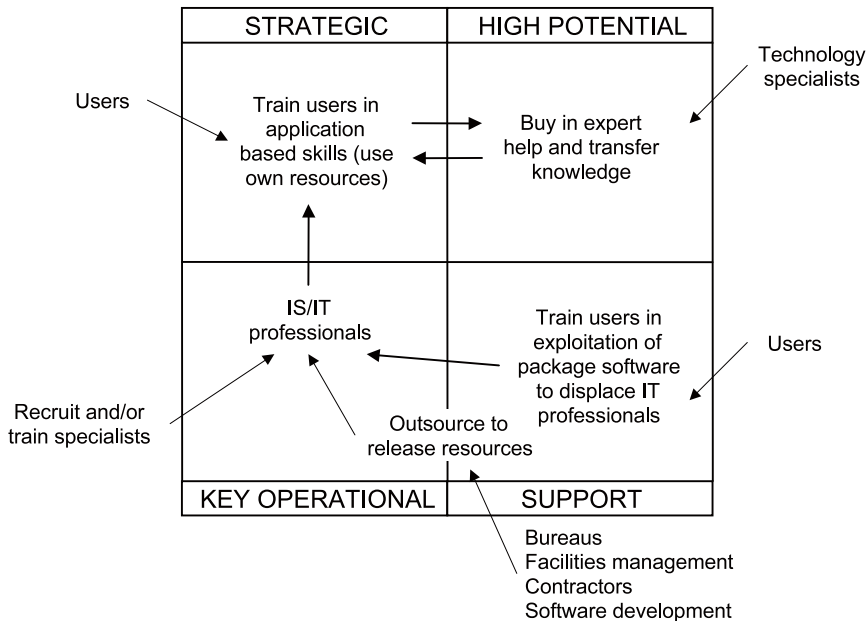 STRATEGIC
HIGH POTENTIAL
Technology
specialists
Users
Train users in
application
based skills (use
own resources)
Buy in expert
help and transfer
knowledge
IS/IT
professionals
Train users in
exploitation of
package software
to displace IT
professionals
Users
Recruit and/or
train specialists
Outsource to
release resources
KEY OPERATIONAL
SUPPORT
Bureaus
Facilities management
Contractors
Software development